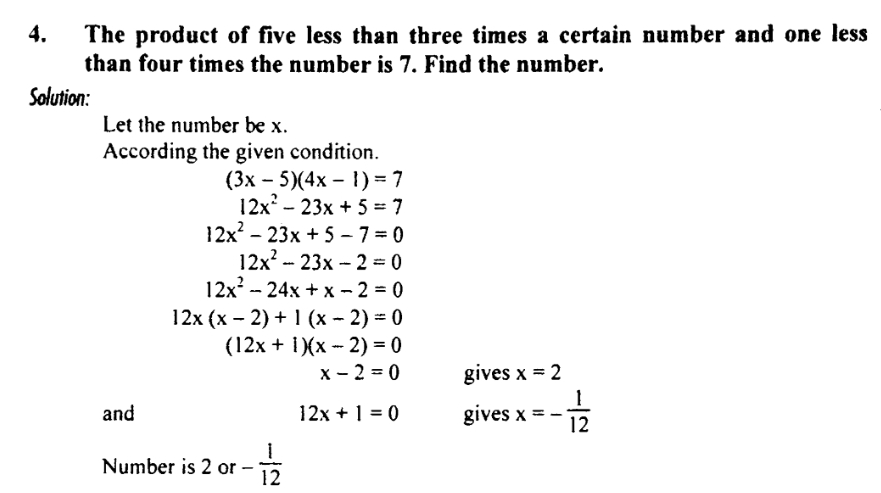 4. The product of five less than three times a certain number and one less
than four times the number is 7. Find the number.
Solution:
Let the number be x.
According the given condition.
(3x – 5)(4x – 1) = 7
12x² – 23x + 5 = 7
12x² – 23x + 5 – 7 = 0
12x² – 23x – 2 = 0
12x² – 24x + x – 2 = 0
12x (x – 2) + 1 (x – 2) = 0
(12x + 1)(x – 2) = 0
x – 2 = 0 gives x = 2
and 12x + 1 = 0 gives x = – 1/12
Number is 2 or – 1/12